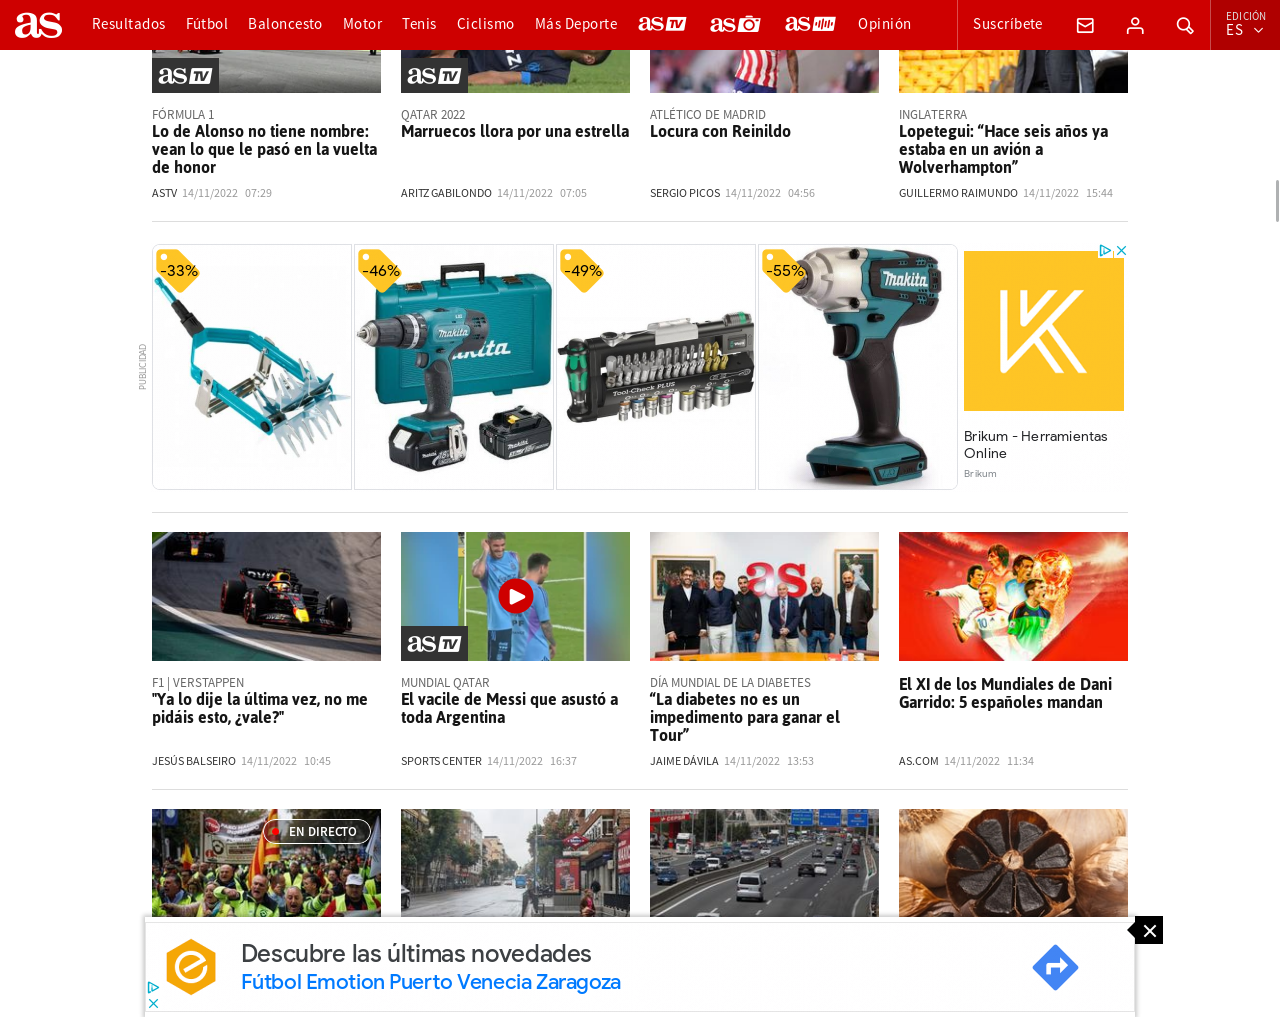 as Resultados Fútbol Baloncesto Motor Tenis Ciclismo Más Deporte as TV as as Opinión Suscríbete EDICIÓN
ES
as TV
as TV
FÓRMULA 1
Lo de Alonso no tiene nombre:
vean lo que le pasó en la vuelta
de honor
ASTV 14/11/2022 07:29
QATAR 2022
Marruecos llora por una estrella
ARITZ GABILONDO 14/11/2022 07:05
ATLÉTICO DE MADRID
Locura con Reinildo
SERGIO PICOS 14/11/2022 04:56
INGLATERRA
Lopetegui: “Hace seis años ya
estaba en un avión a
Wolverhampton”
GUILLERMO RAIMUNDO 14/11/2022 15:44
PUBLICIDAD
-33%
-46%
makita
makita
-49%
Tool-Check PLUS
-55%
makita
K
Brikum - Herramientas
Online
Brikum
F1 | VERSTAPPEN
"Ya lo dije la última vez, no me
pidáis esto, ¿vale?"
JESÚS BALSEIRO 14/11/2022 10:45
as TV
MUNDIAL QATAR
El vacile de Messi que asustó a
toda Argentina
SPORTS CENTER 14/11/2022 16:37
as
DÍA MUNDIAL DE LA DIABETES
“La diabetes no es un
impedimento para ganar el
Tour”
JAIME DÁVILA 14/11/2022 13:53
El XI de los Mundiales de Dani
Garrido: 5 españoles mandan
AS.COM 14/11/2022 11:34
EN DIRECTO
Descubre las últimas novedades
Fútbol Emotion Puerto Venecia Zaragoza